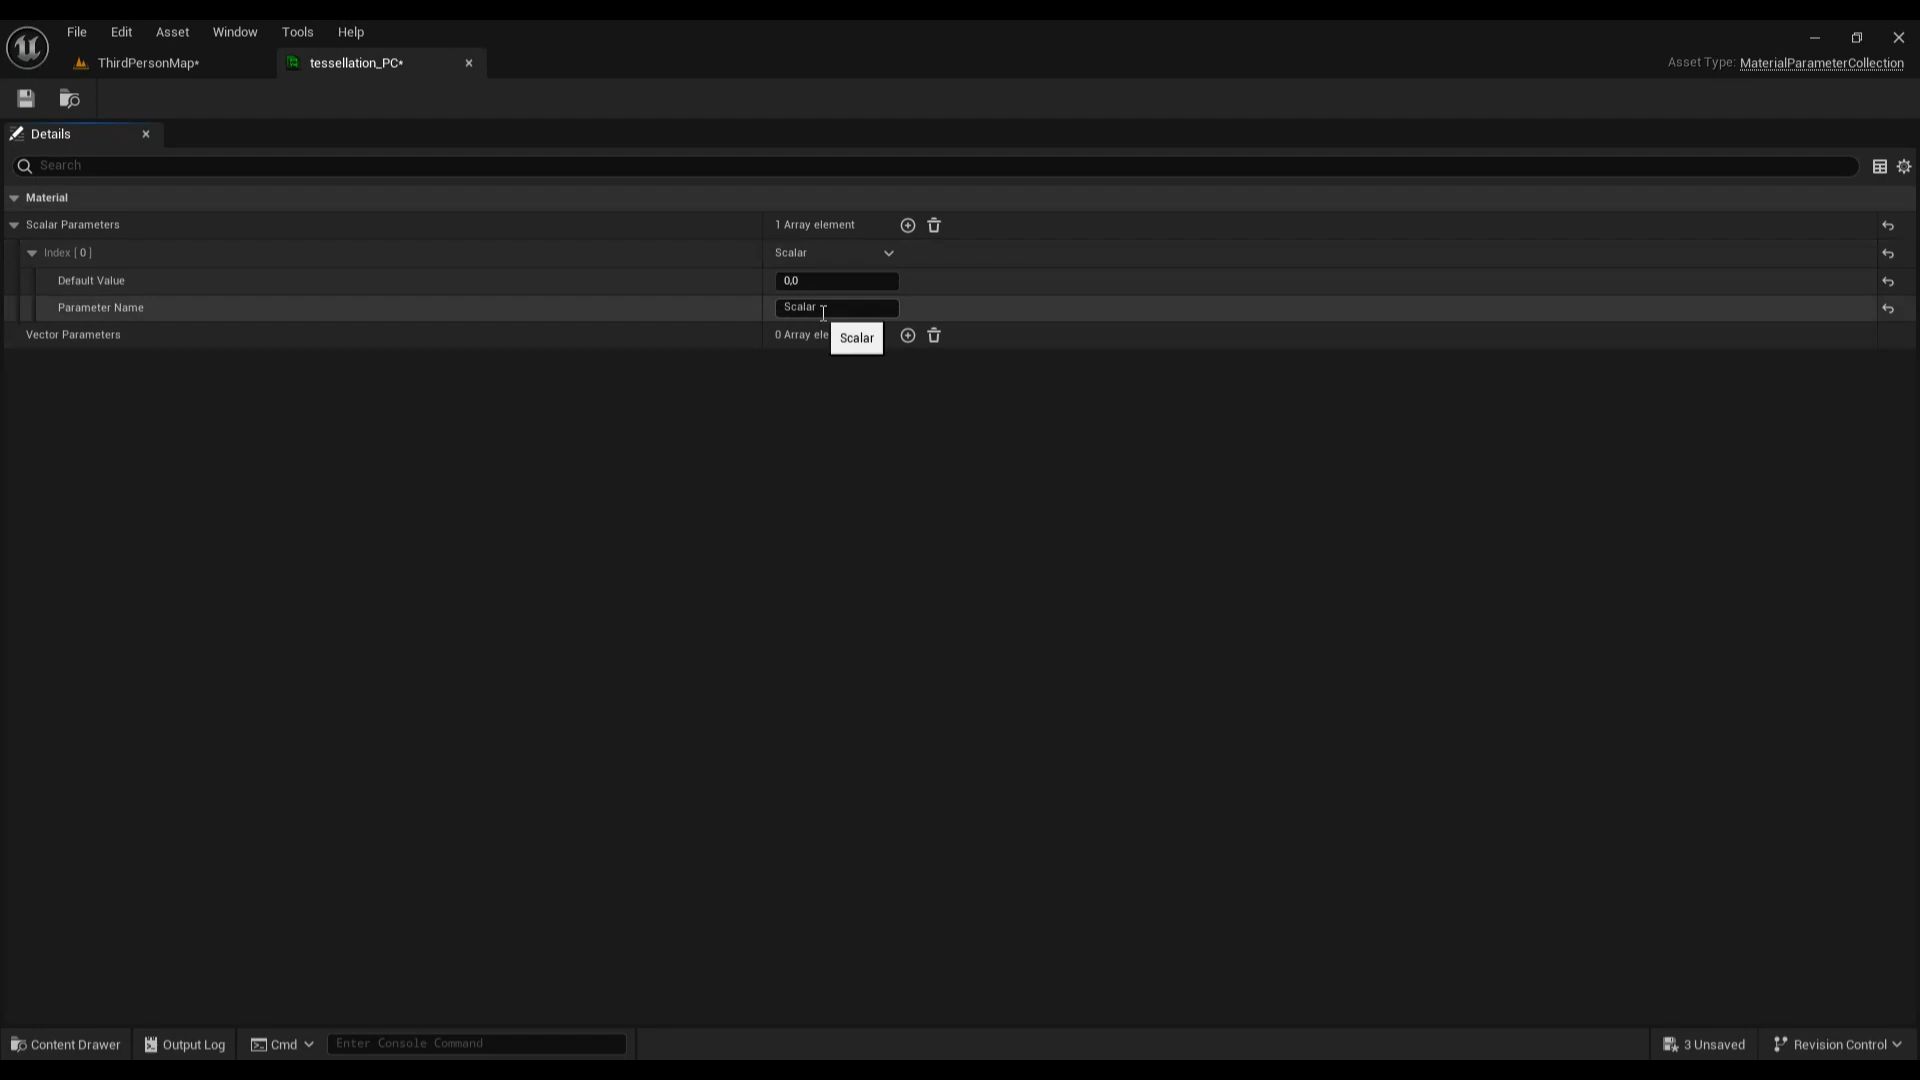 File Edit Asset Window Tools Help
ThirdPersonMap*
tessellation_PC*
Asset Type: MaterialParameterCollection
Details
Search
Material
Scalar Parameters
1 Array element
Index [ 0 ]
Scalar
Default Value
0,0
Parameter Name
Scalar
Vector Parameters
0 Array ele
Scalar
Content Drawer
Output Log
Cmd
Enter Console Command
3 Unsaved
Revision Control